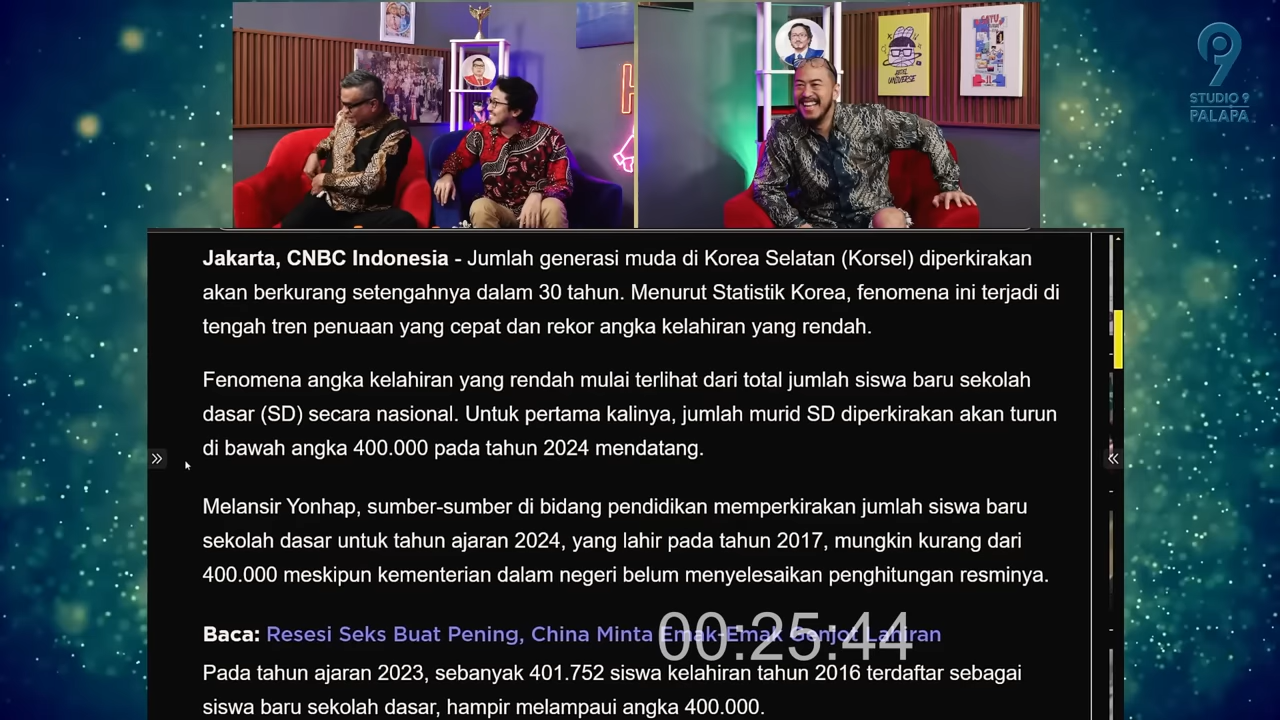 STUDIO 9
PALAPA
Jakarta, CNBC Indonesia - Jumlah generasi muda di Korea Selatan (Korsel) diperkirakan
akan berkurang setengahnya dalam 30 tahun. Menurut Statistik Korea, fenomena ini terjadi di
tengah tren penuaan yang cepat dan rekor angka kelahiran yang rendah.
Fenomena angka kelahiran yang rendah mulai terlihat dari total jumlah siswa baru sekolah
dasar (SD) secara nasional. Untuk pertama kalinya, jumlah murid SD diperkirakan akan turun
di bawah angka 400.000 pada tahun 2024 mendatang.
Melansir Yonhap, sumber-sumber di bidang pendidikan memperkirakan jumlah siswa baru
sekolah dasar untuk tahun ajaran 2024, yang lahir pada tahun 2017, mungkin kurang dari
400.000 meskipun kementerian dalam negeri belum menyelesaikan penghitungan resminya.
Baca: Resesi Seks Buat Pening, China Minta Emak-Emak Genjot Lahiran
00:25:44
Pada tahun ajaran 2023, sebanyak 401.752 siswa kelahiran tahun 2016 terdaftar sebagai
siswa baru sekolah dasar, hampir melampaui angka 400.000.